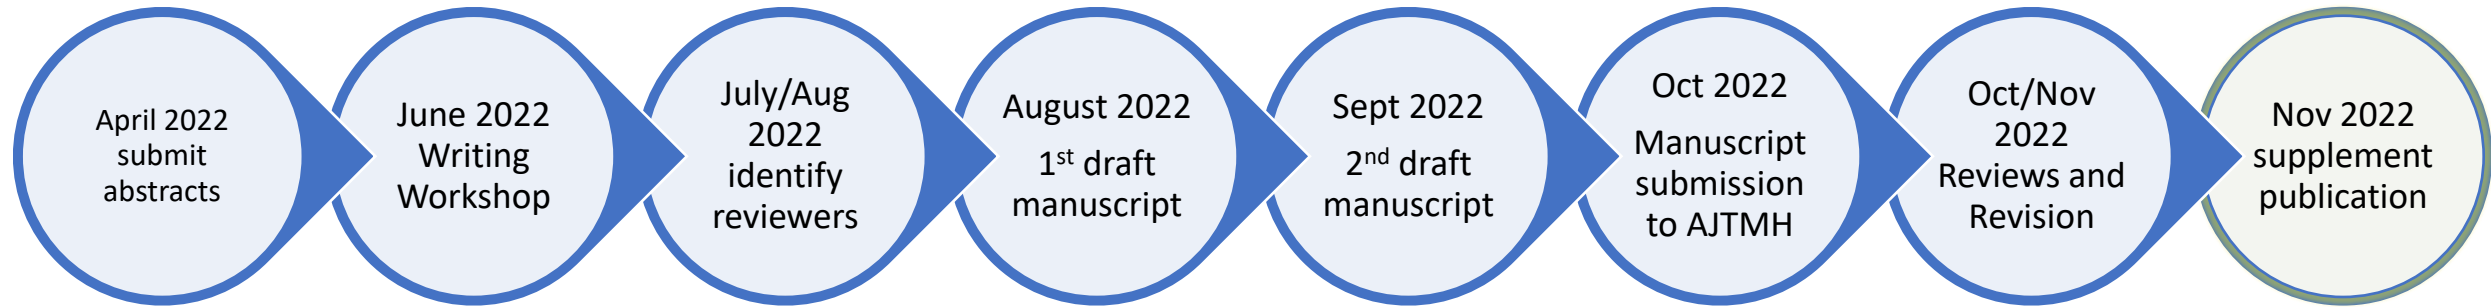 April 2022
submit
abstracts
June 2022
Writing
Workshop
July/Aug
2022
identify
reviewers
August 2022
1st draft
manuscript
Sept 2022
2nd draft
manuscript
Oct 2022
Manuscript
submission
to AJTMH
Oct/Nov
2022
Reviews and
Revision
Nov 2022
supplement
publication